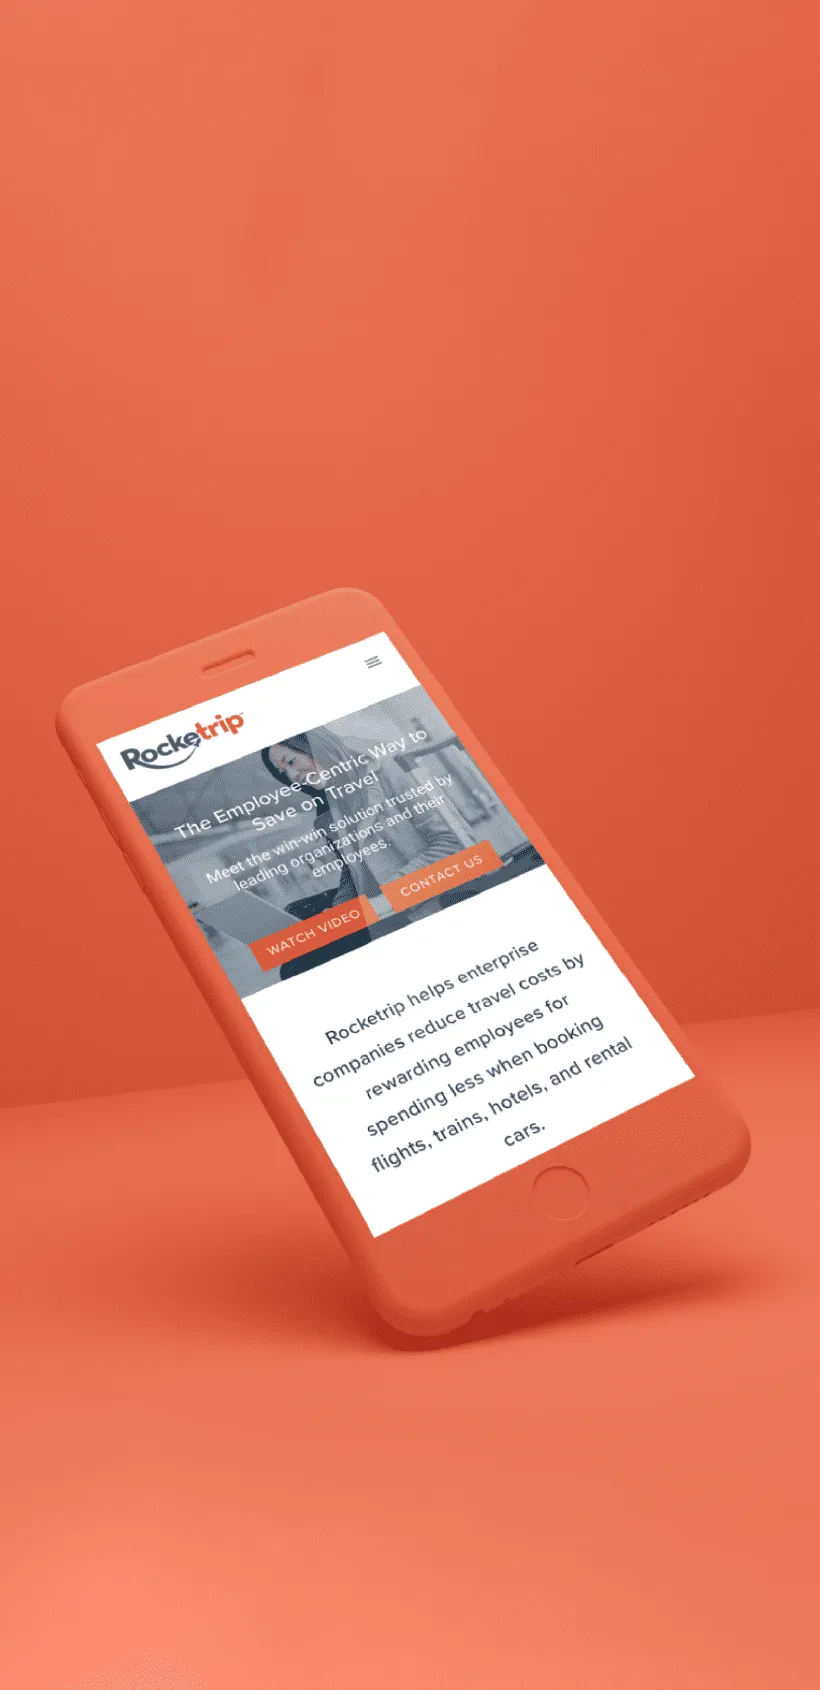 Rocketrip™
The Employee-Centric Way to
Save on Travel
Meet the win-win solution trusted by
leading organizations and their
employees.
WATCH VIDEO
CONTACT US
Rocketrip helps enterprise
companies reduce travel costs by
rewarding employees for
spending less when booking
flights, trains, hotels, and rental
cars.